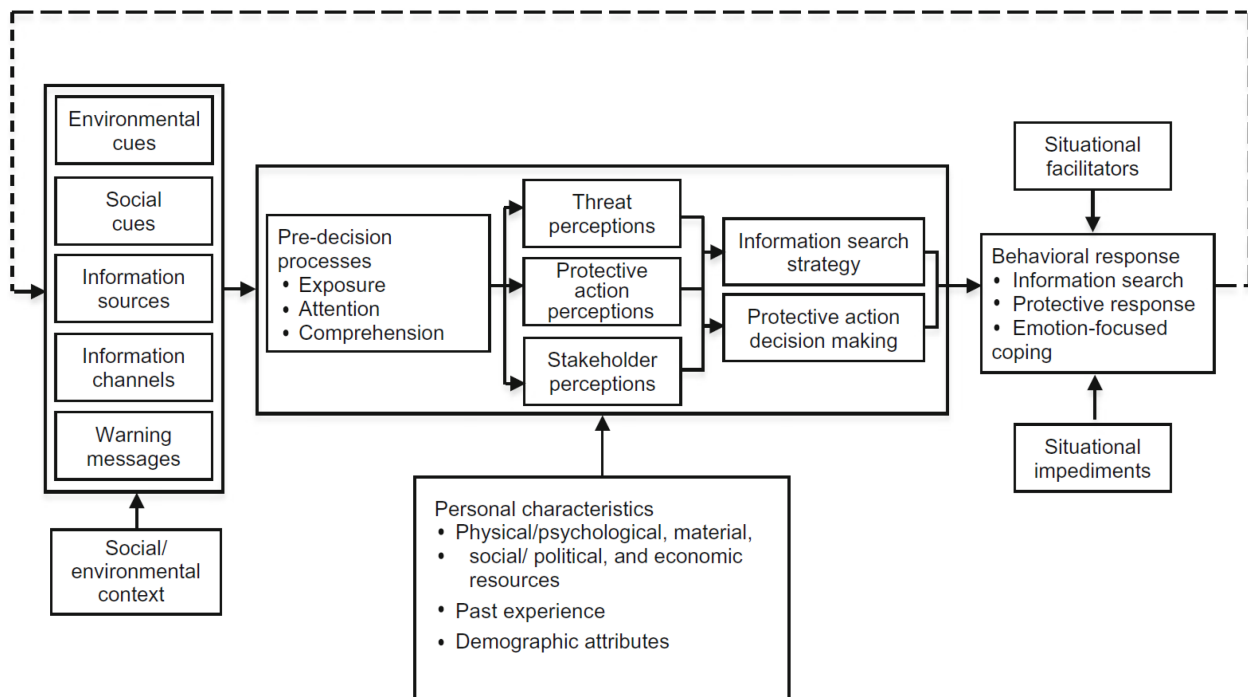 Environmental
cues
Social
cues
Information
sources
Information
channels
Warning
messages
Social/
environmental
context
Pre-decision
processes
• Exposure
• Attention
• Comprehension
Threat
perceptions
Protective
action
perceptions
Stakeholder
perceptions
Information search
strategy
Protective action
decision making
Personal characteristics
• Physical/psychological, material,
• social/ political, and economic
resources
• Past experience
• Demographic attributes
Situational
facilitators
Behavioral response
• Information search
• Protective response
• Emotion-focused
coping
Situational
impediments